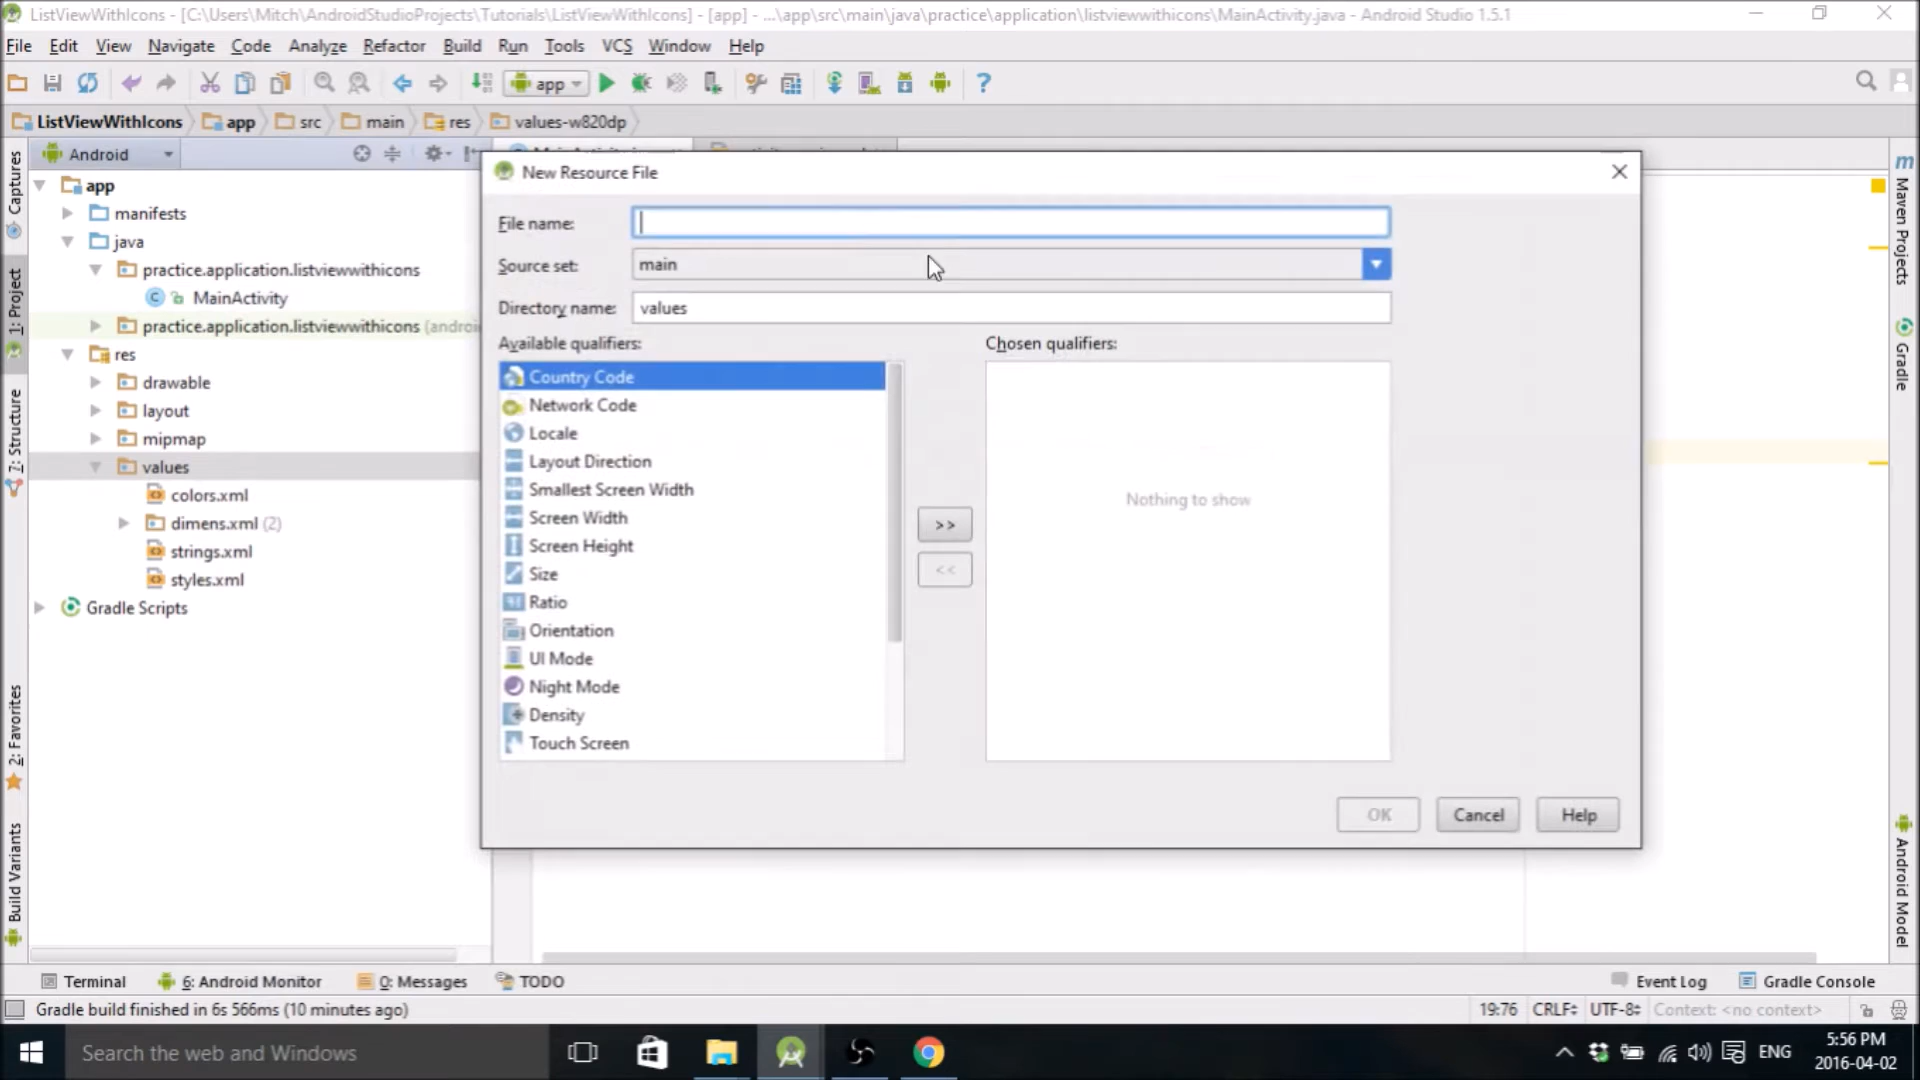 ListViewWithIcons - [C:\Users\Mitch\AndroidStudioProjects\Tutorials\ListViewWithIcons] - [app] - ...\app\src\main\java\practice\application\listviewwithicons\MainActivity.java - Android Studio 1.5.1
File Edit View Navigate Code Analyze Refactor Build Run Tools VCS Window Help
app
ListViewWithIcons app src main res values-w820dp
Android
app
manifests
java
practice.application.listviewwithicons
MainActivity
practice.application.listviewwithicons (androi
res
drawable
layout
mipmap
values
colors.xml
dimens.xml (2)
strings.xml
styles.xml
Gradle Scripts
Captures
1: Project
7: Structure
2: Favorites
Build Variants
New Resource File
File name:
Source set: main
Directory name: values
Available qualifiers: Chosen qualifiers:
Country Code
Network Code
Locale
Layout Direction
Smallest Screen Width
Screen Width
Screen Height
Size
Ratio
Orientation
UI Mode
Night Mode
Density
Touch Screen
>>
<<
Nothing to show
OK Cancel Help
m Maven Projects
Gradle
Android Model
Terminal 6: Android Monitor 0: Messages TODO Event Log Gradle Console
Gradle build finished in 6s 566ms (10 minutes ago) 19:76 CRLF UTF-8 Context: <no context>
Search the web and Windows ENG 5:56 PM
2016-04-02